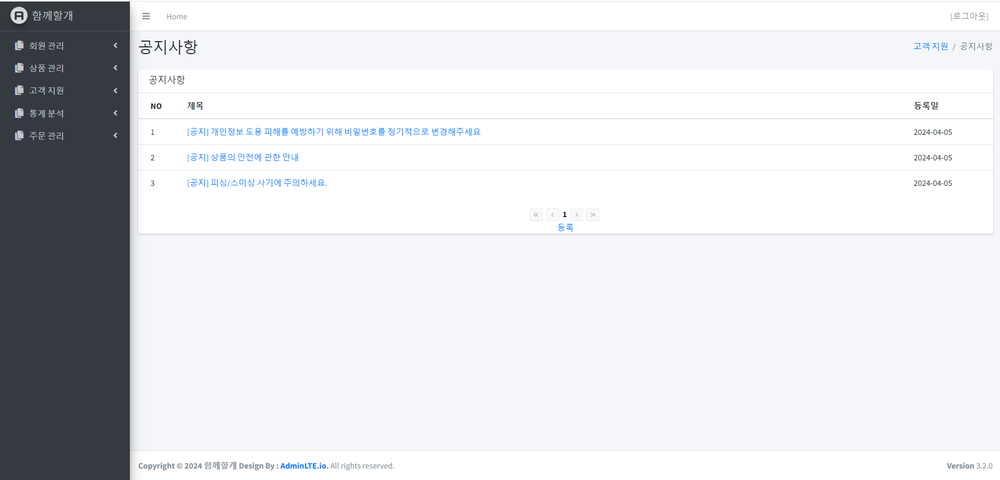 함께할개
Home
[로그아웃]
회원 관리
상품 관리
고객 지원
통계 분석
주문 관리
공지사항
고객 지원 / 공지사항
공지사항
NO 제목 등록일
1 [공지] 개인정보 도용 피해를 예방하기 위해 비밀번호를 정기적으로 변경해주세요 2024-04-05
2 [공지] 상품의 안전에 관한 안내 2024-04-05
3 [공지] 피싱/스미싱 사기에 주의하세요. 2024-04-05
« ‹ 1 › »
등록
Copyright © 2024 함께할개 Design By : AdminLTE.io. All rights reserved.
Version 3.2.0